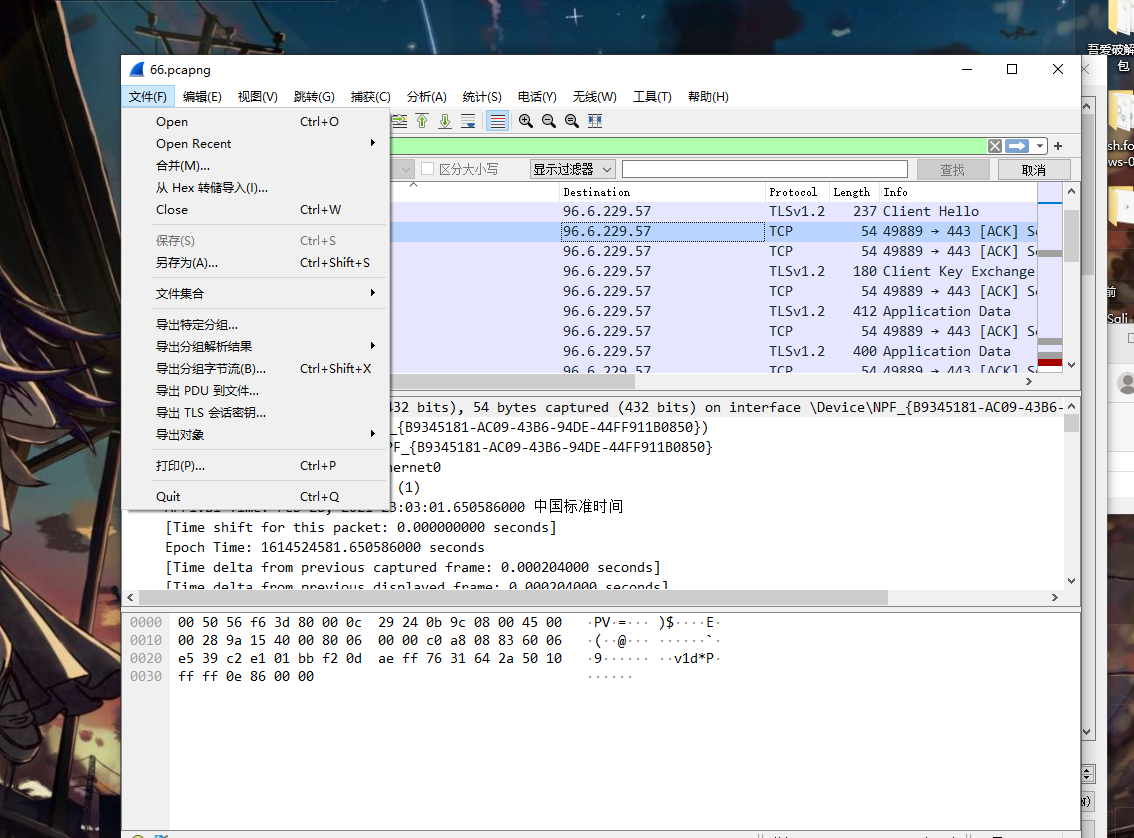 吾爱破解
包
66.pcapng
文件(F) 编辑(E) 视图(V) 跳转(G) 捕获(C) 分析(A) 统计(S) 电话(Y) 无线(W) 工具(T) 帮助(H)
Open Ctrl+O
Open Recent
合并(M)...
从 Hex 转储导入(I)...
Close Ctrl+W
保存(S) Ctrl+S
另存为(A)... Ctrl+Shift+S
文件集合
导出特定分组...
导出分组解析结果
导出分组字节流(B)... Ctrl+Shift+X
导出 PDU 到文件...
导出 TLS 会话密钥...
导出对象
打印(P)... Ctrl+P
Quit Ctrl+Q
区分大小写 显示过滤器 查找 取消
Destination Protocol Length Info
96.6.229.57 TLSv1.2 237 Client Hello
96.6.229.57 TCP 54 49889 → 443 [ACK] S
96.6.229.57 TCP 54 49889 → 443 [ACK] S
96.6.229.57 TLSv1.2 180 Client Key Exchange
96.6.229.57 TCP 54 49889 → 443 [ACK] S
96.6.229.57 TLSv1.2 412 Application Data
96.6.229.57 TCP 54 49889 → 443 [ACK] S
96.6.229.57 TLSv1.2 400 Application Data
96.6.229.57 TCP 54 49889 → 443 [ACK] S
432 bits), 54 bytes captured (432 bits) on interface \Device\NPF_{B9345181-AC09-43B6-
_{B9345181-AC09-43B6-94DE-44FF911B0850})
PF_{B9345181-AC09-43B6-94DE-44FF911B0850}
hernet0
(1)
3:03:01.650586000 中国标准时间
[Time shift for this packet: 0.000000000 seconds]
Epoch Time: 1614524581.650586000 seconds
[Time delta from previous captured frame: 0.000204000 seconds]
[Time delta from previous displayed frame: 0.000204000 seconds]
0000 00 50 56 f6 3d 80 00 0c 29 24 0b 9c 08 00 45 00 ·PV·=··· )$····E·
0010 00 28 9a 15 40 00 80 06 00 00 c0 a8 08 83 60 06 ·(··@··· ······`·
0020 e5 39 c2 e1 01 bb f2 0d ae ff 76 31 64 2a 50 10 ·9······ ··v1d*P·
0030 ff ff 0e 86 00 00 ······
sh.fo
ws-0
前
Sqli